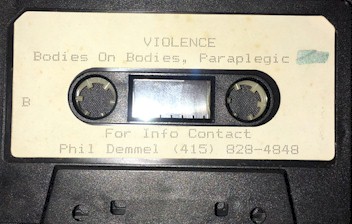 VIOLENCE
Bodies On Bodies, Paraplegic
B
For Info Contact
Phil Demmel (415) 828-4848